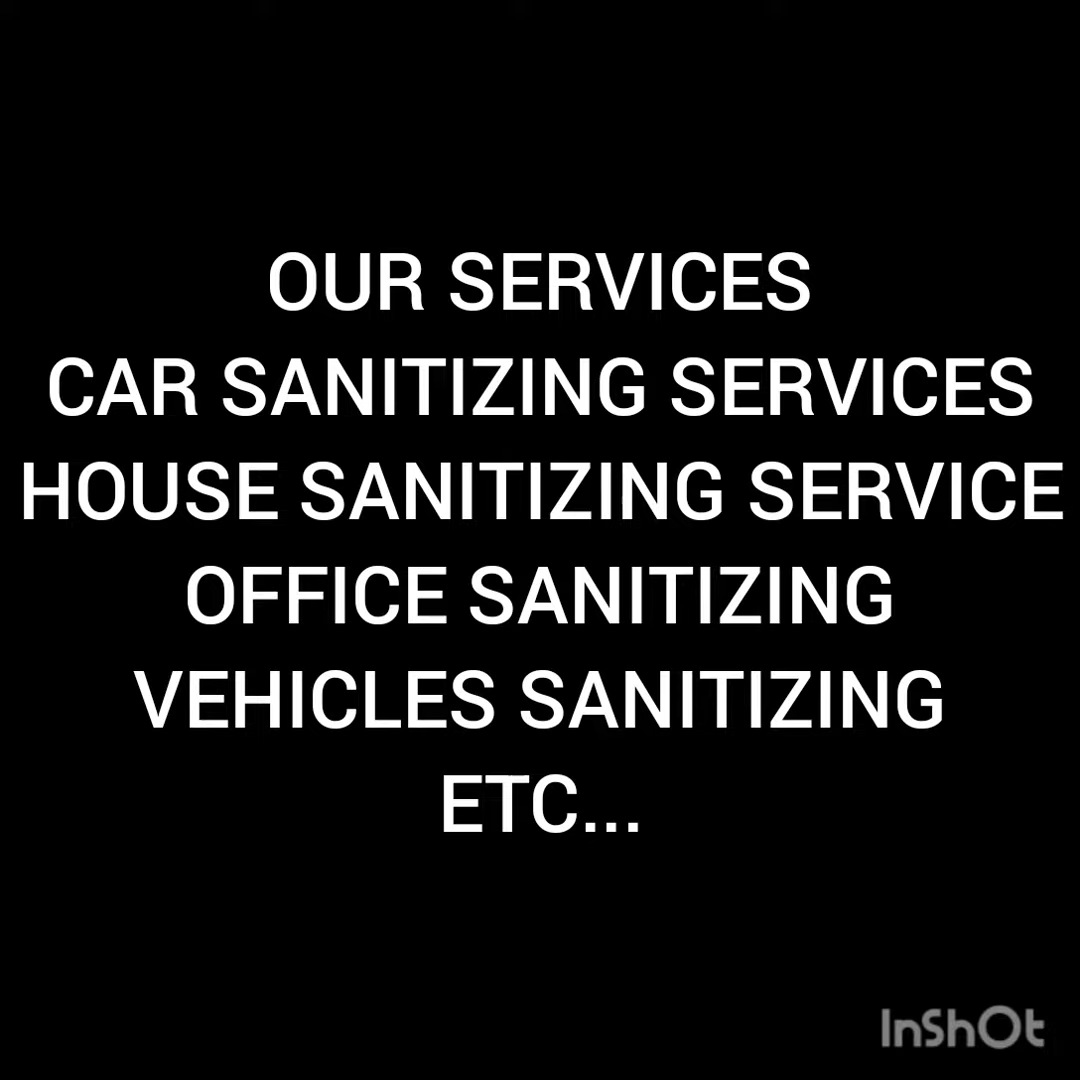 OUR SERVICES
CAR SANITIZING SERVICES
HOUSE SANITIZING SERVICE
OFFICE SANITIZING
VEHICLES SANITIZING
ETC...
InShOt